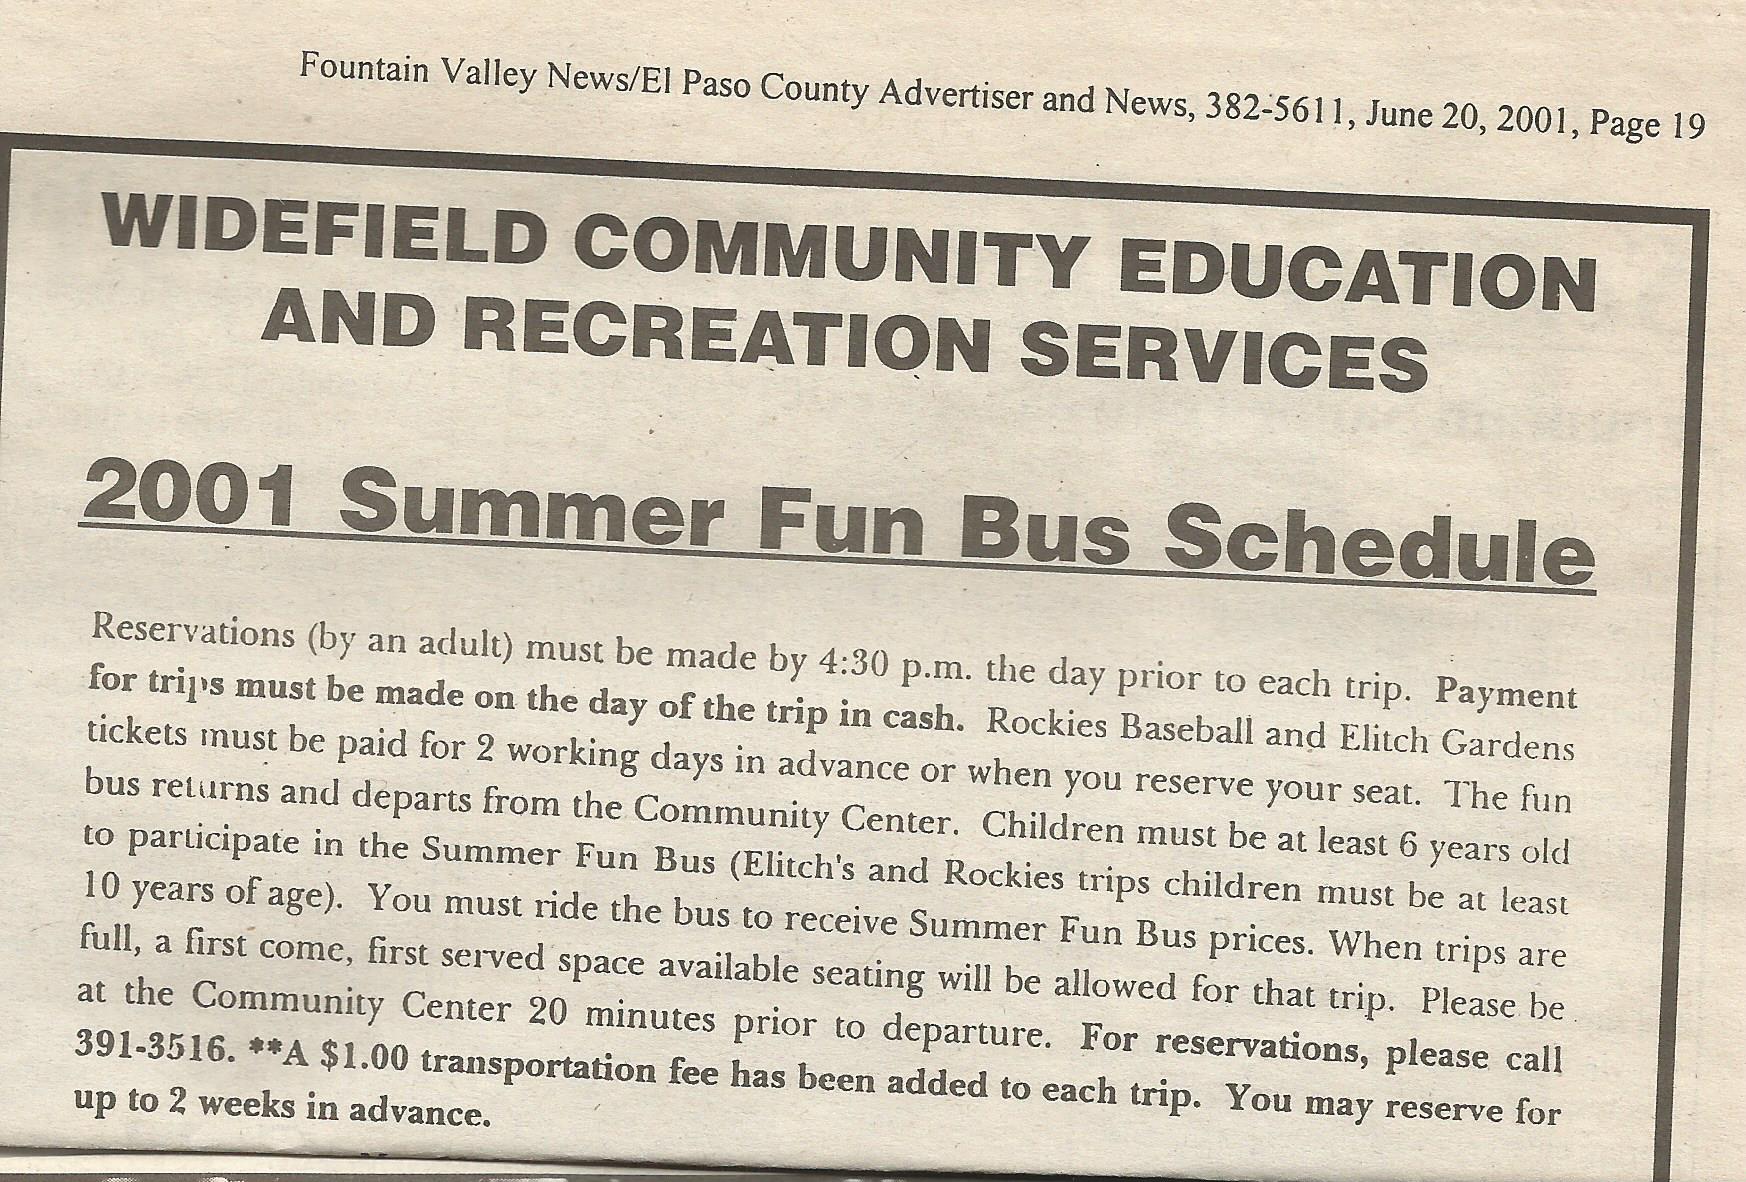 Fountain Valley News/El Paso County Advertiser and News, 382-5611, June 20, 2001, Page 19
WIDEFIELD COMMUNITY EDUCATION
AND RECREATION SERVICES
2001 Summer Fun Bus Schedule
Reservations (by an adult) must be made by 4:30 p.m. the day prior to each trip. Payment
for trips must be made on the day of the trip in cash. Rockies Baseball and Elitch Gardens
tickets must be paid for 2 working days in advance or when you reserve your seat. The fun
bus returns and departs from the Community Center. Children must be at least 6 years old
to participate in the Summer Fun Bus (Elitch's and Rockies trips children must be at least
10 years of age). You must ride the bus to receive Summer Fun Bus prices. When trips are
full, a first come, first served space available seating will be allowed for that trip. Please be
at the Community Center 20 minutes prior to departure. For reservations, please call
391-3516. **A $1.00 transportation fee has been added to each trip. You may reserve for
up to 2 weeks in advance.